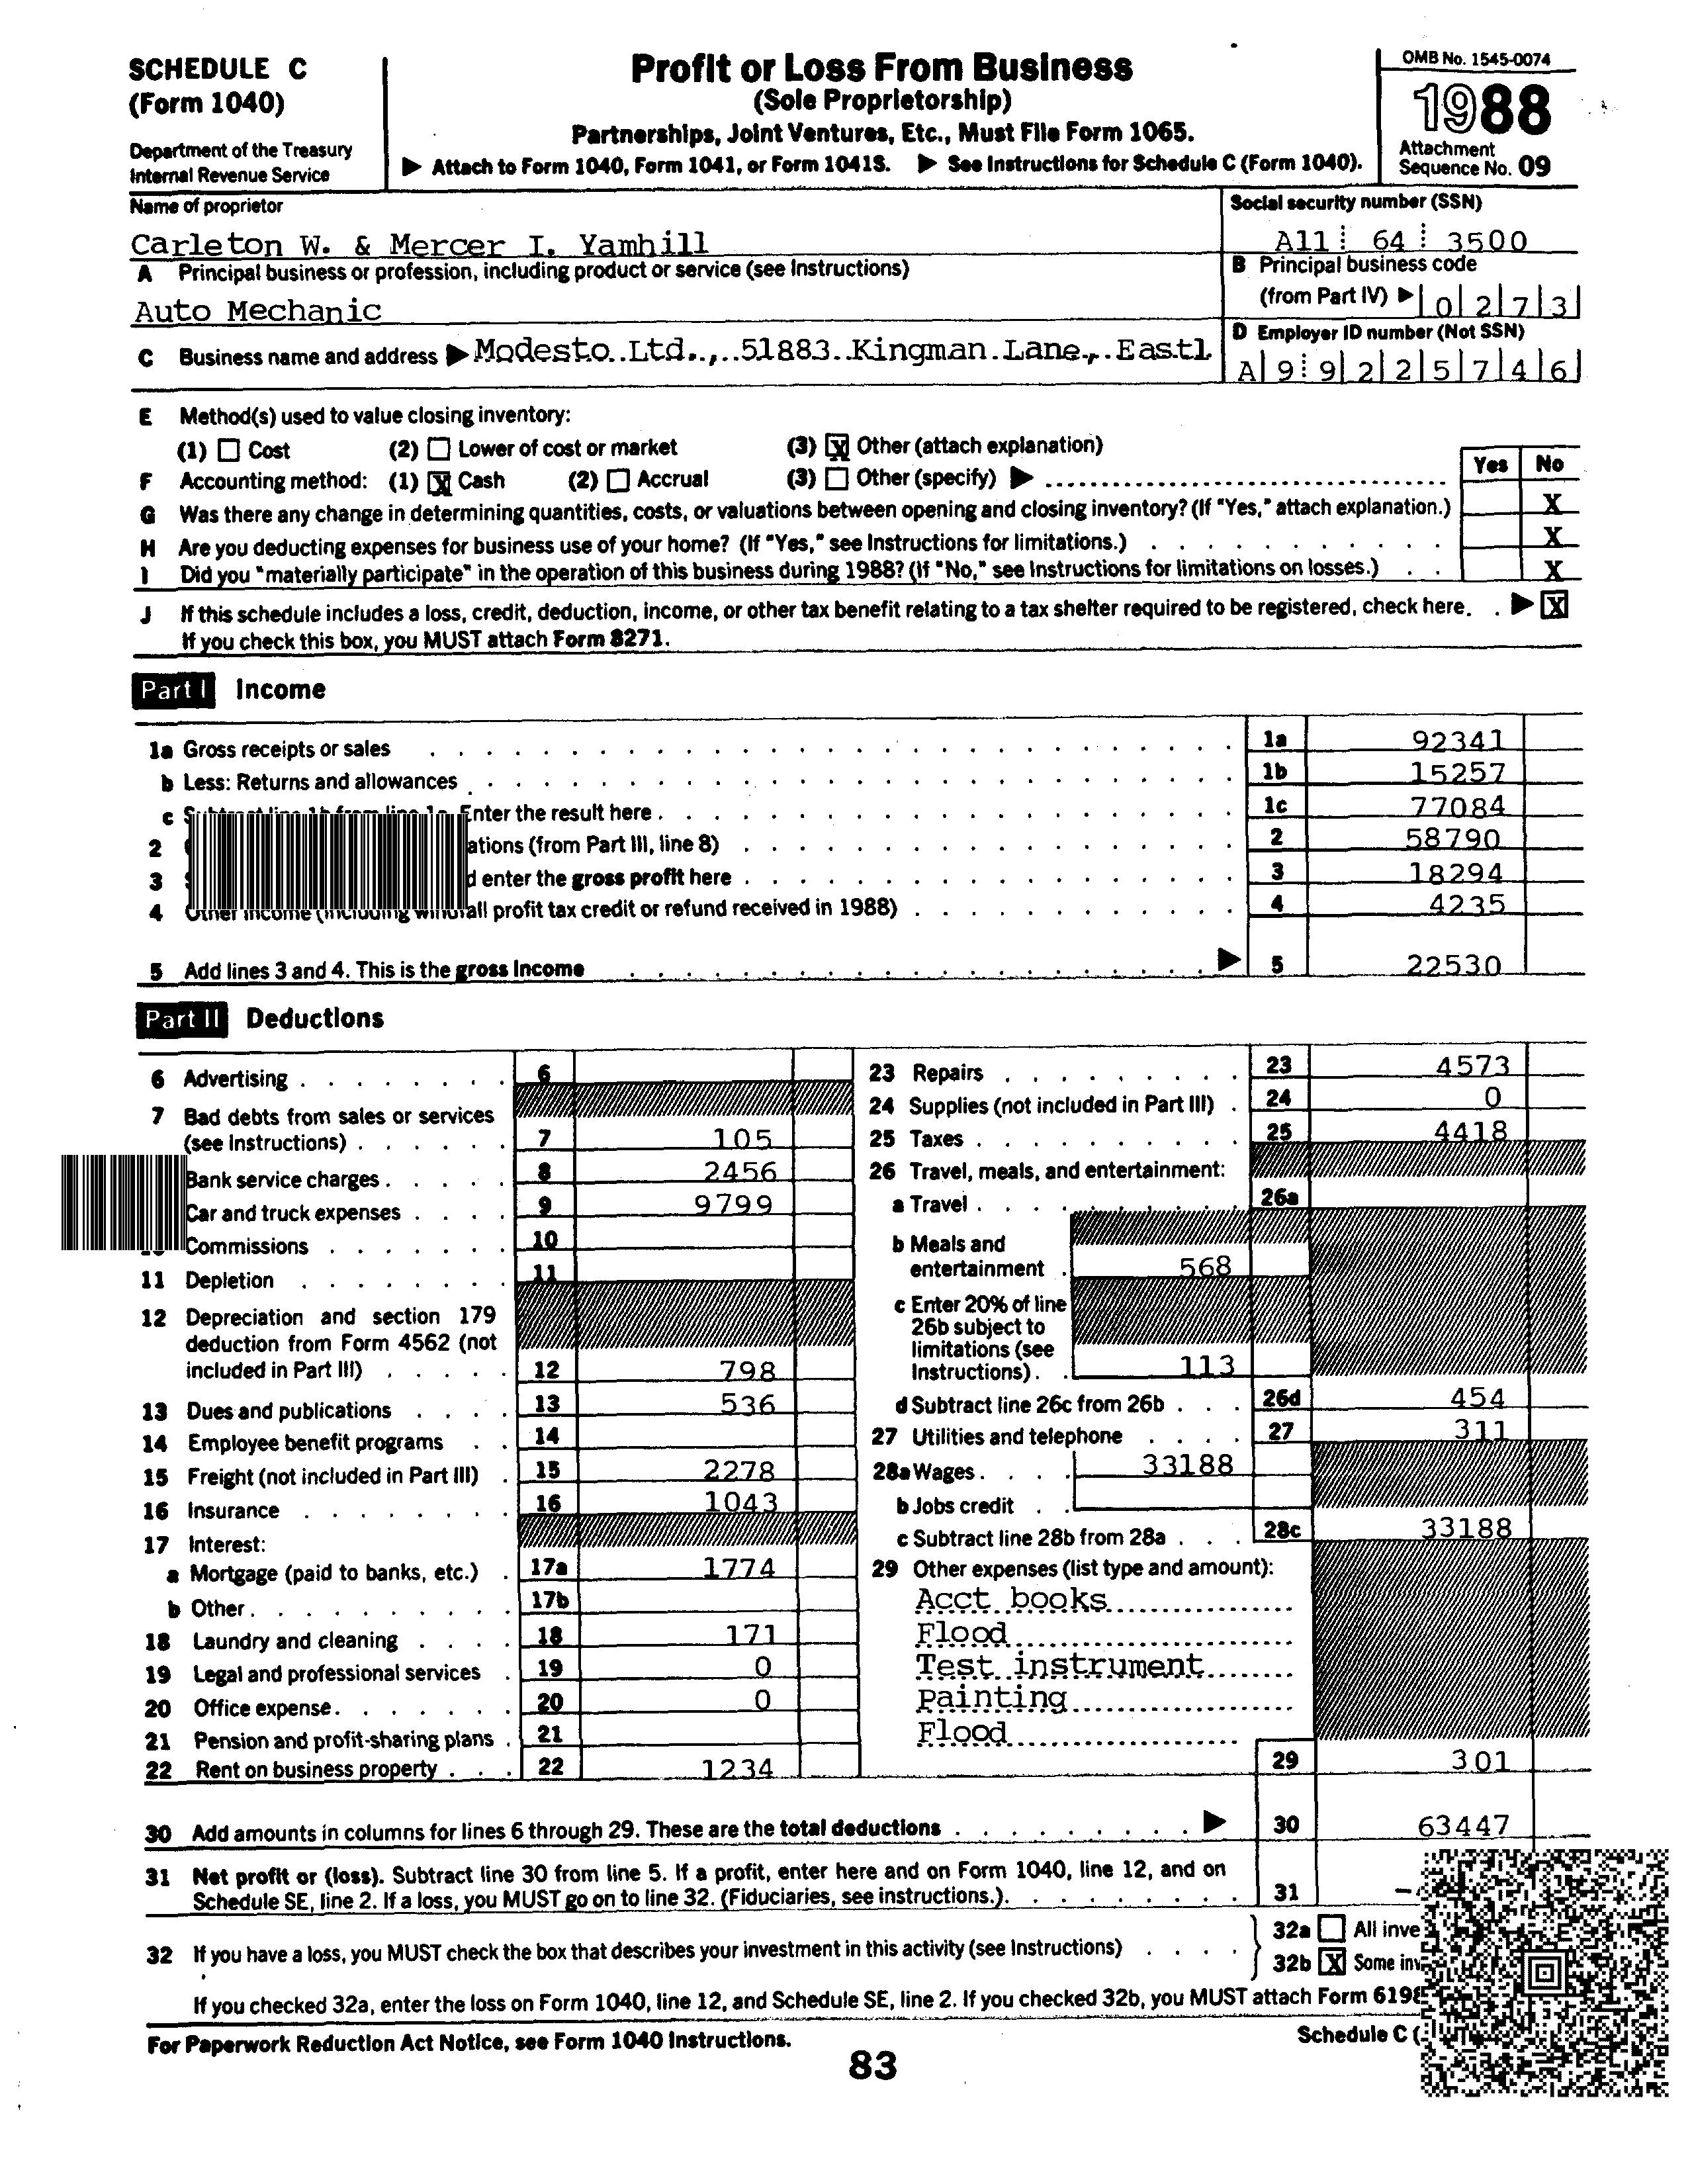 SCHEDULE C
(Form 1040)
Department of the Treasury
Internal Revenue Service
Profit or Loss From Business
(Sole Proprietorship)
Partnerships, Joint Ventures, Etc., Must File Form 1065.
▶ Attach to Form 1040, Form 1041, or Form 1041S. ▶ See Instructions for Schedule C (Form 1040).
OMB No. 1545-0074
1988
Attachment
Sequence No. 09
Name of proprietor
Carleton W. & Mercer I. Yamhill
Social security number (SSN)
A11 64 3500
A Principal business or profession, including product or service (see Instructions)
Auto Mechanic
B Principal business code
(from Part IV) ▶ 0 2 7 3
C Business name and address ▶ Modesto Ltd., 51883 Kingman Lane, Eastl
D Employer ID number (Not SSN)
A 9 9 2 2 5 7 4 6
E Method(s) used to value closing inventory:
(1) Cost (2) Lower of cost or market (3) X Other (attach explanation)
F Accounting method: (1) X Cash (2) Accrual (3) Other (specify) ▶
Yes No
G Was there any change in determining quantities, costs, or valuations between opening and closing inventory? (If "Yes," attach explanation.) X
H Are you deducting expenses for business use of your home? (If "Yes," see Instructions for limitations.) X
I Did you "materially participate" in the operation of this business during 1988? (If "No," see Instructions for limitations on losses.) X
J If this schedule includes a loss, credit, deduction, income, or other tax benefit relating to a tax shelter required to be registered, check here. ▶ X
If you check this box, you MUST attach Form 8271.
Part I Income
1a Gross receipts or sales 1a 92341
b Less: Returns and allowances 1b 15257
c Subtract line 1b from line 1a. Enter the result here 1c 77084
2 ations (from Part III, line 8) 2 58790
3 d enter the gross profit here 3 18294
4 Other income (including windfall profit tax credit or refund received in 1988) 4 4235
5 Add lines 3 and 4. This is the gross income ▶ 5 22530
Part II Deductions
6 Advertising 6
7 Bad debts from sales or services
(see Instructions) 7 105
Bank service charges 8 2456
Car and truck expenses 9 9799
Commissions 10
11 Depletion 11
12 Depreciation and section 179
deduction from Form 4562 (not
included in Part III) 12 798
13 Dues and publications 13 536
14 Employee benefit programs 14
15 Freight (not included in Part III) 15 2278
16 Insurance 16 1043
17 Interest:
a Mortgage (paid to banks, etc.) 17a 1774
b Other 17b
18 Laundry and cleaning 18 171
19 Legal and professional services 19 0
20 Office expense 20 0
21 Pension and profit-sharing plans 21
22 Rent on business property 22 1234
23 Repairs 23 4573
24 Supplies (not included in Part III) 24 0
25 Taxes 25 4418
26 Travel, meals, and entertainment:
a Travel 26a
b Meals and
entertainment 568
c Enter 20% of line
26b subject to
limitations (see
Instructions) 113
d Subtract line 26c from 26b 26d 454
27 Utilities and telephone 27 311
28a Wages 33188
b Jobs credit
c Subtract line 28b from 28a 28c 33188
29 Other expenses (list type and amount):
Acct books
Flood
Test instrument
Painting
Flood
29 301
30 Add amounts in columns for lines 6 through 29. These are the total deductions ▶ 30 63447
31 Net profit or (loss). Subtract line 30 from line 5. If a profit, enter here and on Form 1040, line 12, and on
Schedule SE, line 2. If a loss, you MUST go on to line 32. (Fiduciaries, see instructions.) 31 –
32 If you have a loss, you MUST check the box that describes your investment in this activity (see Instructions)
32a All inve
32b X Some inv
If you checked 32a, enter the loss on Form 1040, line 12, and Schedule SE, line 2. If you checked 32b, you MUST attach Form 6198
For Paperwork Reduction Act Notice, see Form 1040 Instructions.
Schedule C (
83